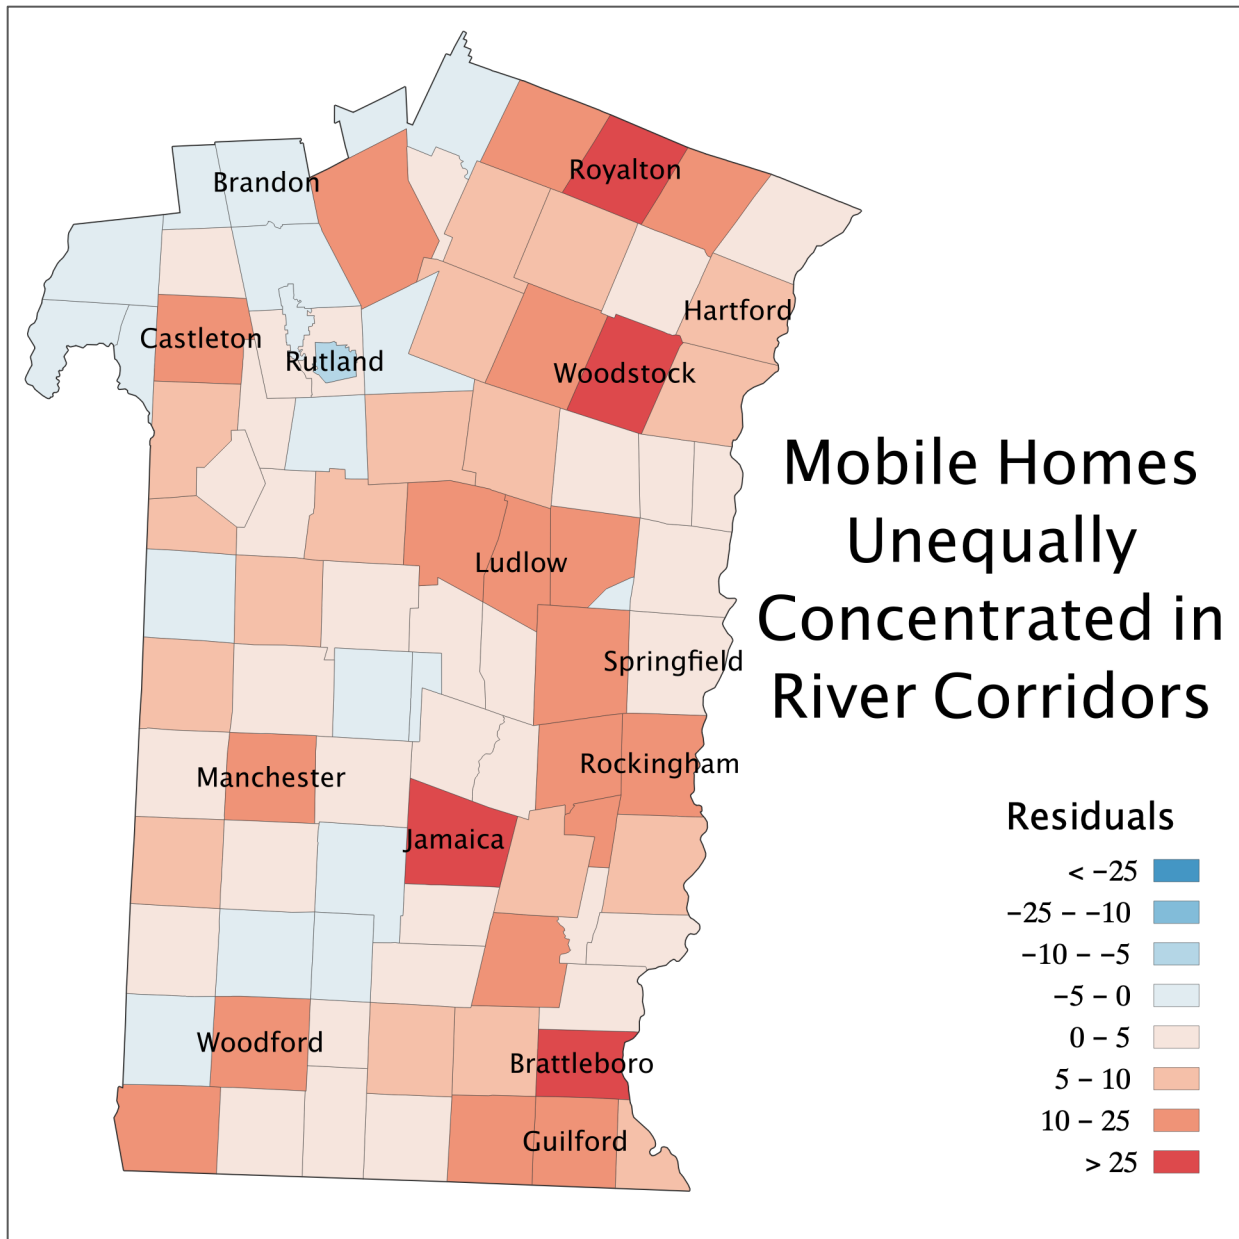 Royalton
Brandon
Hartford
Castleton
Rutland
Woodstock
Mobile Homes
Unequally
Concentrated in
River Corridors
Ludlow
Springfield
Manchester
Rockingham
Jamaica
Woodford
Brattleboro
Guilford
Residuals
< −25
−25 – −10
−10 – −5
−5 – 0
0 – 5
5 – 10
10 – 25
> 25